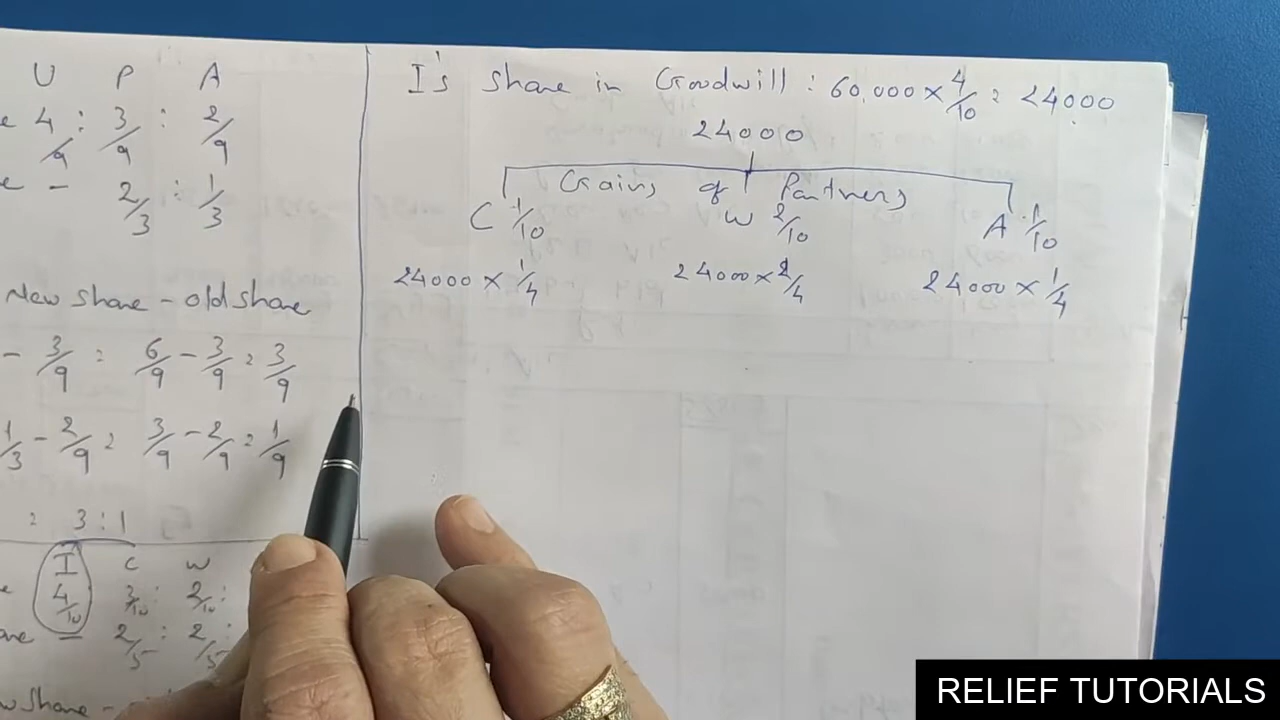 U P A
e 4/9 : 3/9 : 2/9
e - 2/3 : 1/3
New share - old share
- 3/9 = 6/9 - 3/9 = 3/9
1/3 - 2/9 = 3/9 - 2/9 = 1/9
= 3:1
I C W
e 4/10 3/10 : 2/10 :
are - 2/5 : 2/5 :
w share -
I's share in Goodwill : 60,000 × 4/10 = 24000
24000
Gains of Partners
C 1/10 W 2/10 A 1/10
24000 × 1/4 24000 × 2/4 24000 × 1/4
RELIEF TUTORIALS